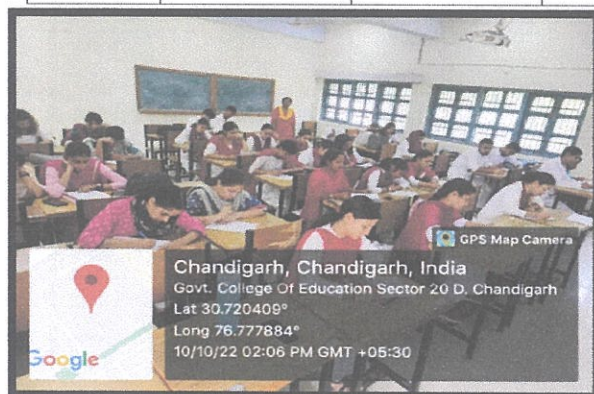 GPS Map Camera
Chandigarh, Chandigarh, India
Govt. College Of Education Sector 20 D, Chandigarh
Lat 30.720409°
Long 76.777884°
10/10/22 02:06 PM GMT +05:30
Google